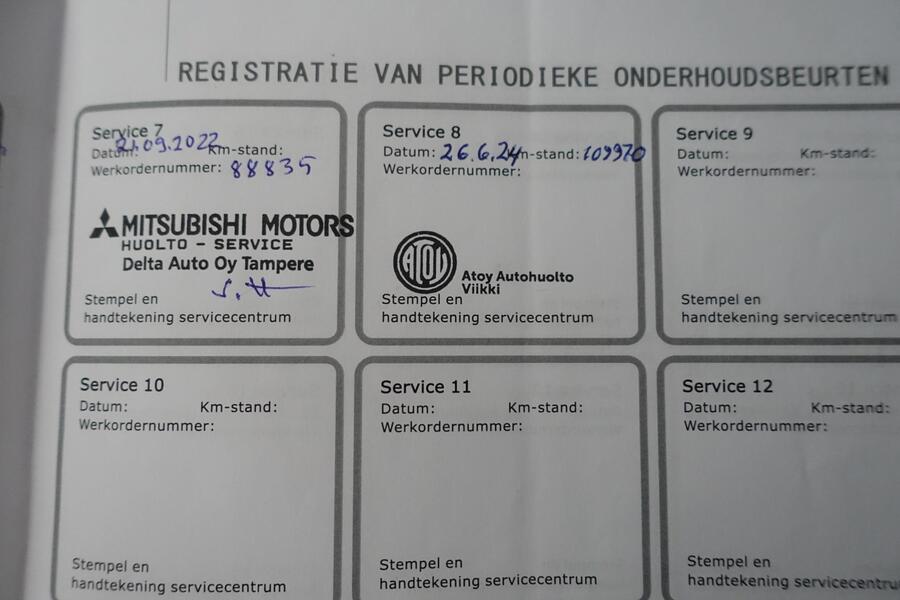 REGISTRATIE VAN PERIODIEKE ONDERHOUDSBEURTEN
Service 7
Datum: 21.09.2022 Km-stand:
Werkordernummer: 88835
MITSUBISHI MOTORS
HUOLTO - SERVICE
Delta Auto Oy Tampere
Stempel en
handtekening servicecentrum
Service 8
Datum: 26.6.24 Km-stand: 109970
Werkordernummer:
ATOY
Atoy Autohuolto
Viikki
Stempel en
handtekening servicecentrum
Service 9
Datum: Km-stand:
Werkordernummer:
Stempel en
handtekening servicecentrum
Service 10
Datum: Km-stand:
Werkordernummer:
Stempel en
handtekening servicecentrum
Service 11
Datum: Km-stand:
Werkordernummer:
Stempel en
handtekening servicecentrum
Service 12
Datum: Km-stand:
Werkordernummer:
Stempel en
handtekening servicecentrum